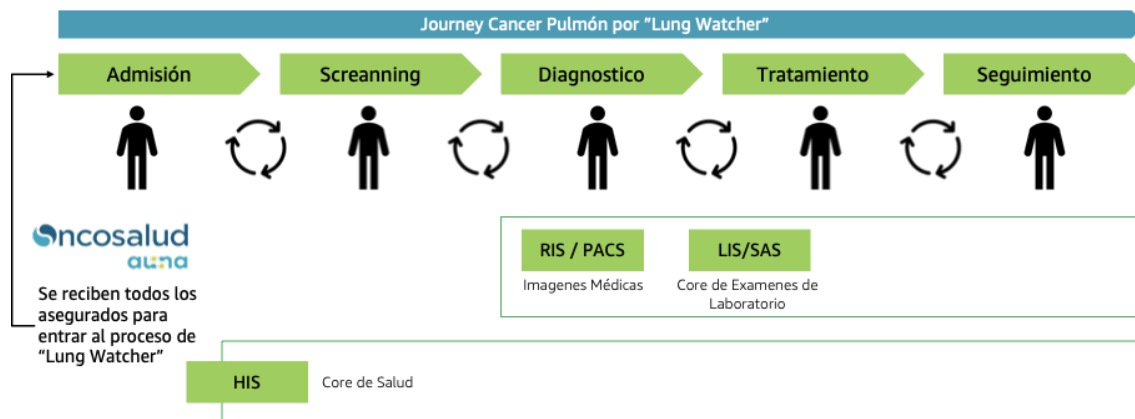 Journey Cancer Pulmón por "Lung Watcher"
Admisión
Screanning
Diagnostico
Tratamiento
Seguimiento
Oncosalud
auna
Se reciben todos los
asegurados para
entrar al proceso de
"Lung Watcher"
RIS / PACS
Imagenes Médicas
LIS/SAS
Core de Examenes de
Laboratorio
HIS
Core de Salud